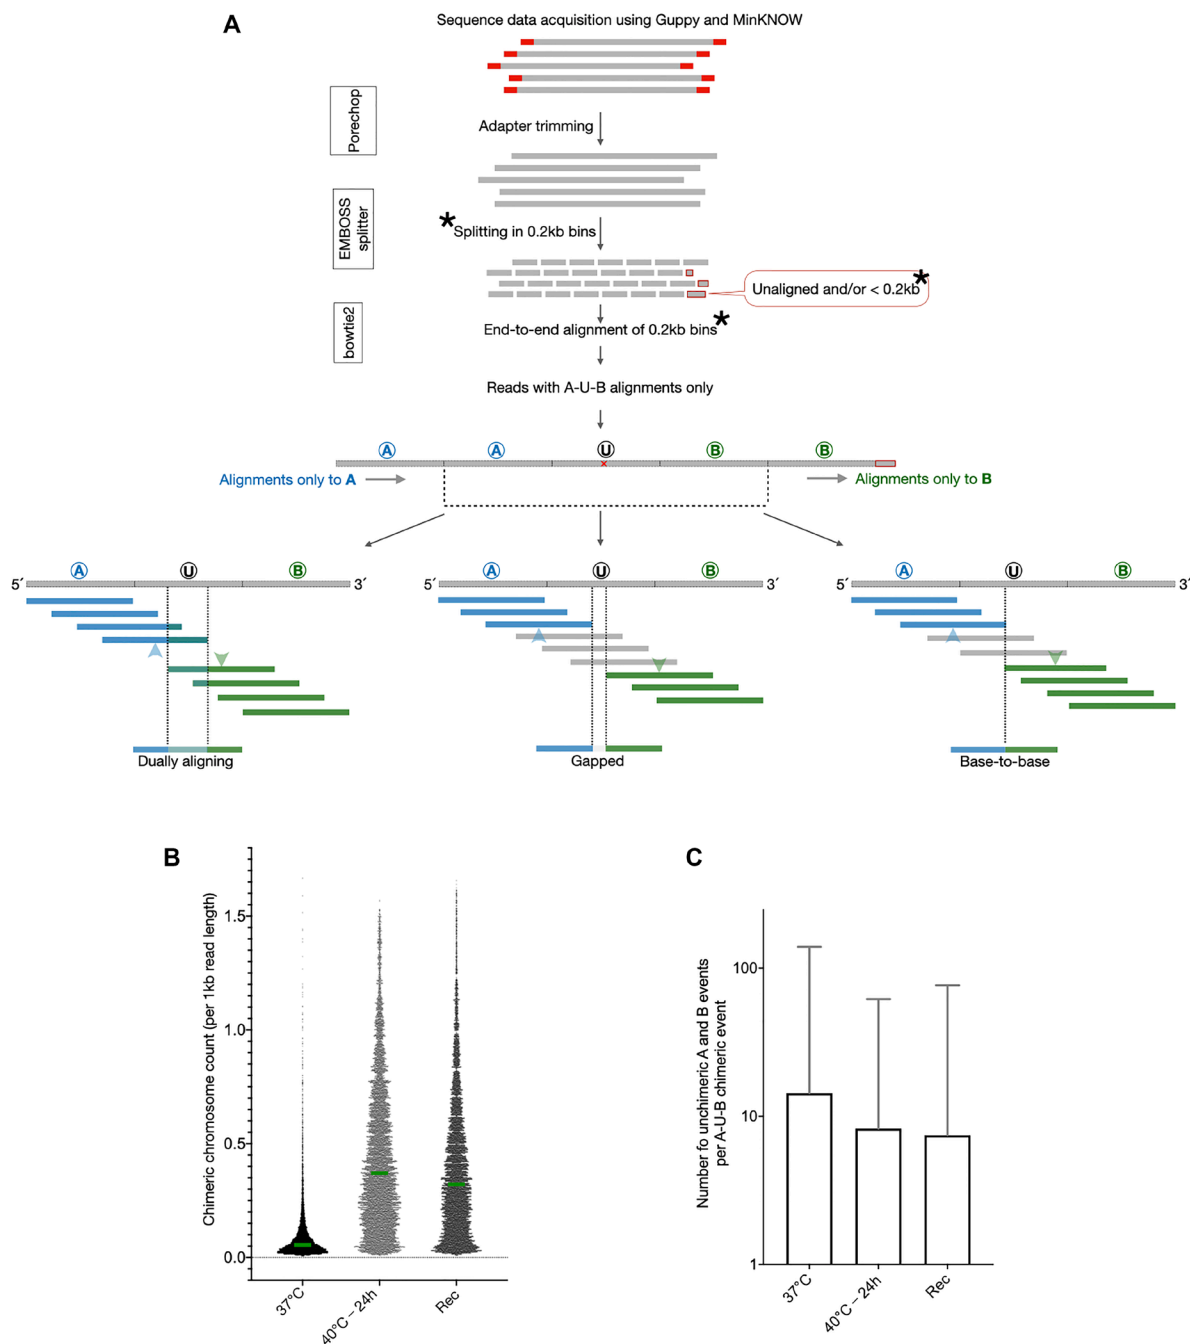 A
Sequence data acquisition using Guppy and MinKNOW
Porechop
Adapter trimming
EMBOSS
splitter
*Splitting in 0.2kb bins
Unaligned and/or < 0.2kb*
bowtie2
End-to-end alignment of 0.2kb bins*
Reads with A-U-B alignments only
A A U B B
x
Alignments only to A
Alignments only to B
5´ A U B 3´
5´ A U B 3´
5´ A U B 3´
Dually aligning
Gapped
Base-to-base
B
Chimeric chromosome count (per 1kb read length)
1.5
1.0
0.5
0.0
37°C
40°C – 24h
Rec
C
Number fo unchimeric A and B events
per A-U-B chimeric event
100
10
1
37°C
40°C – 24h
Rec